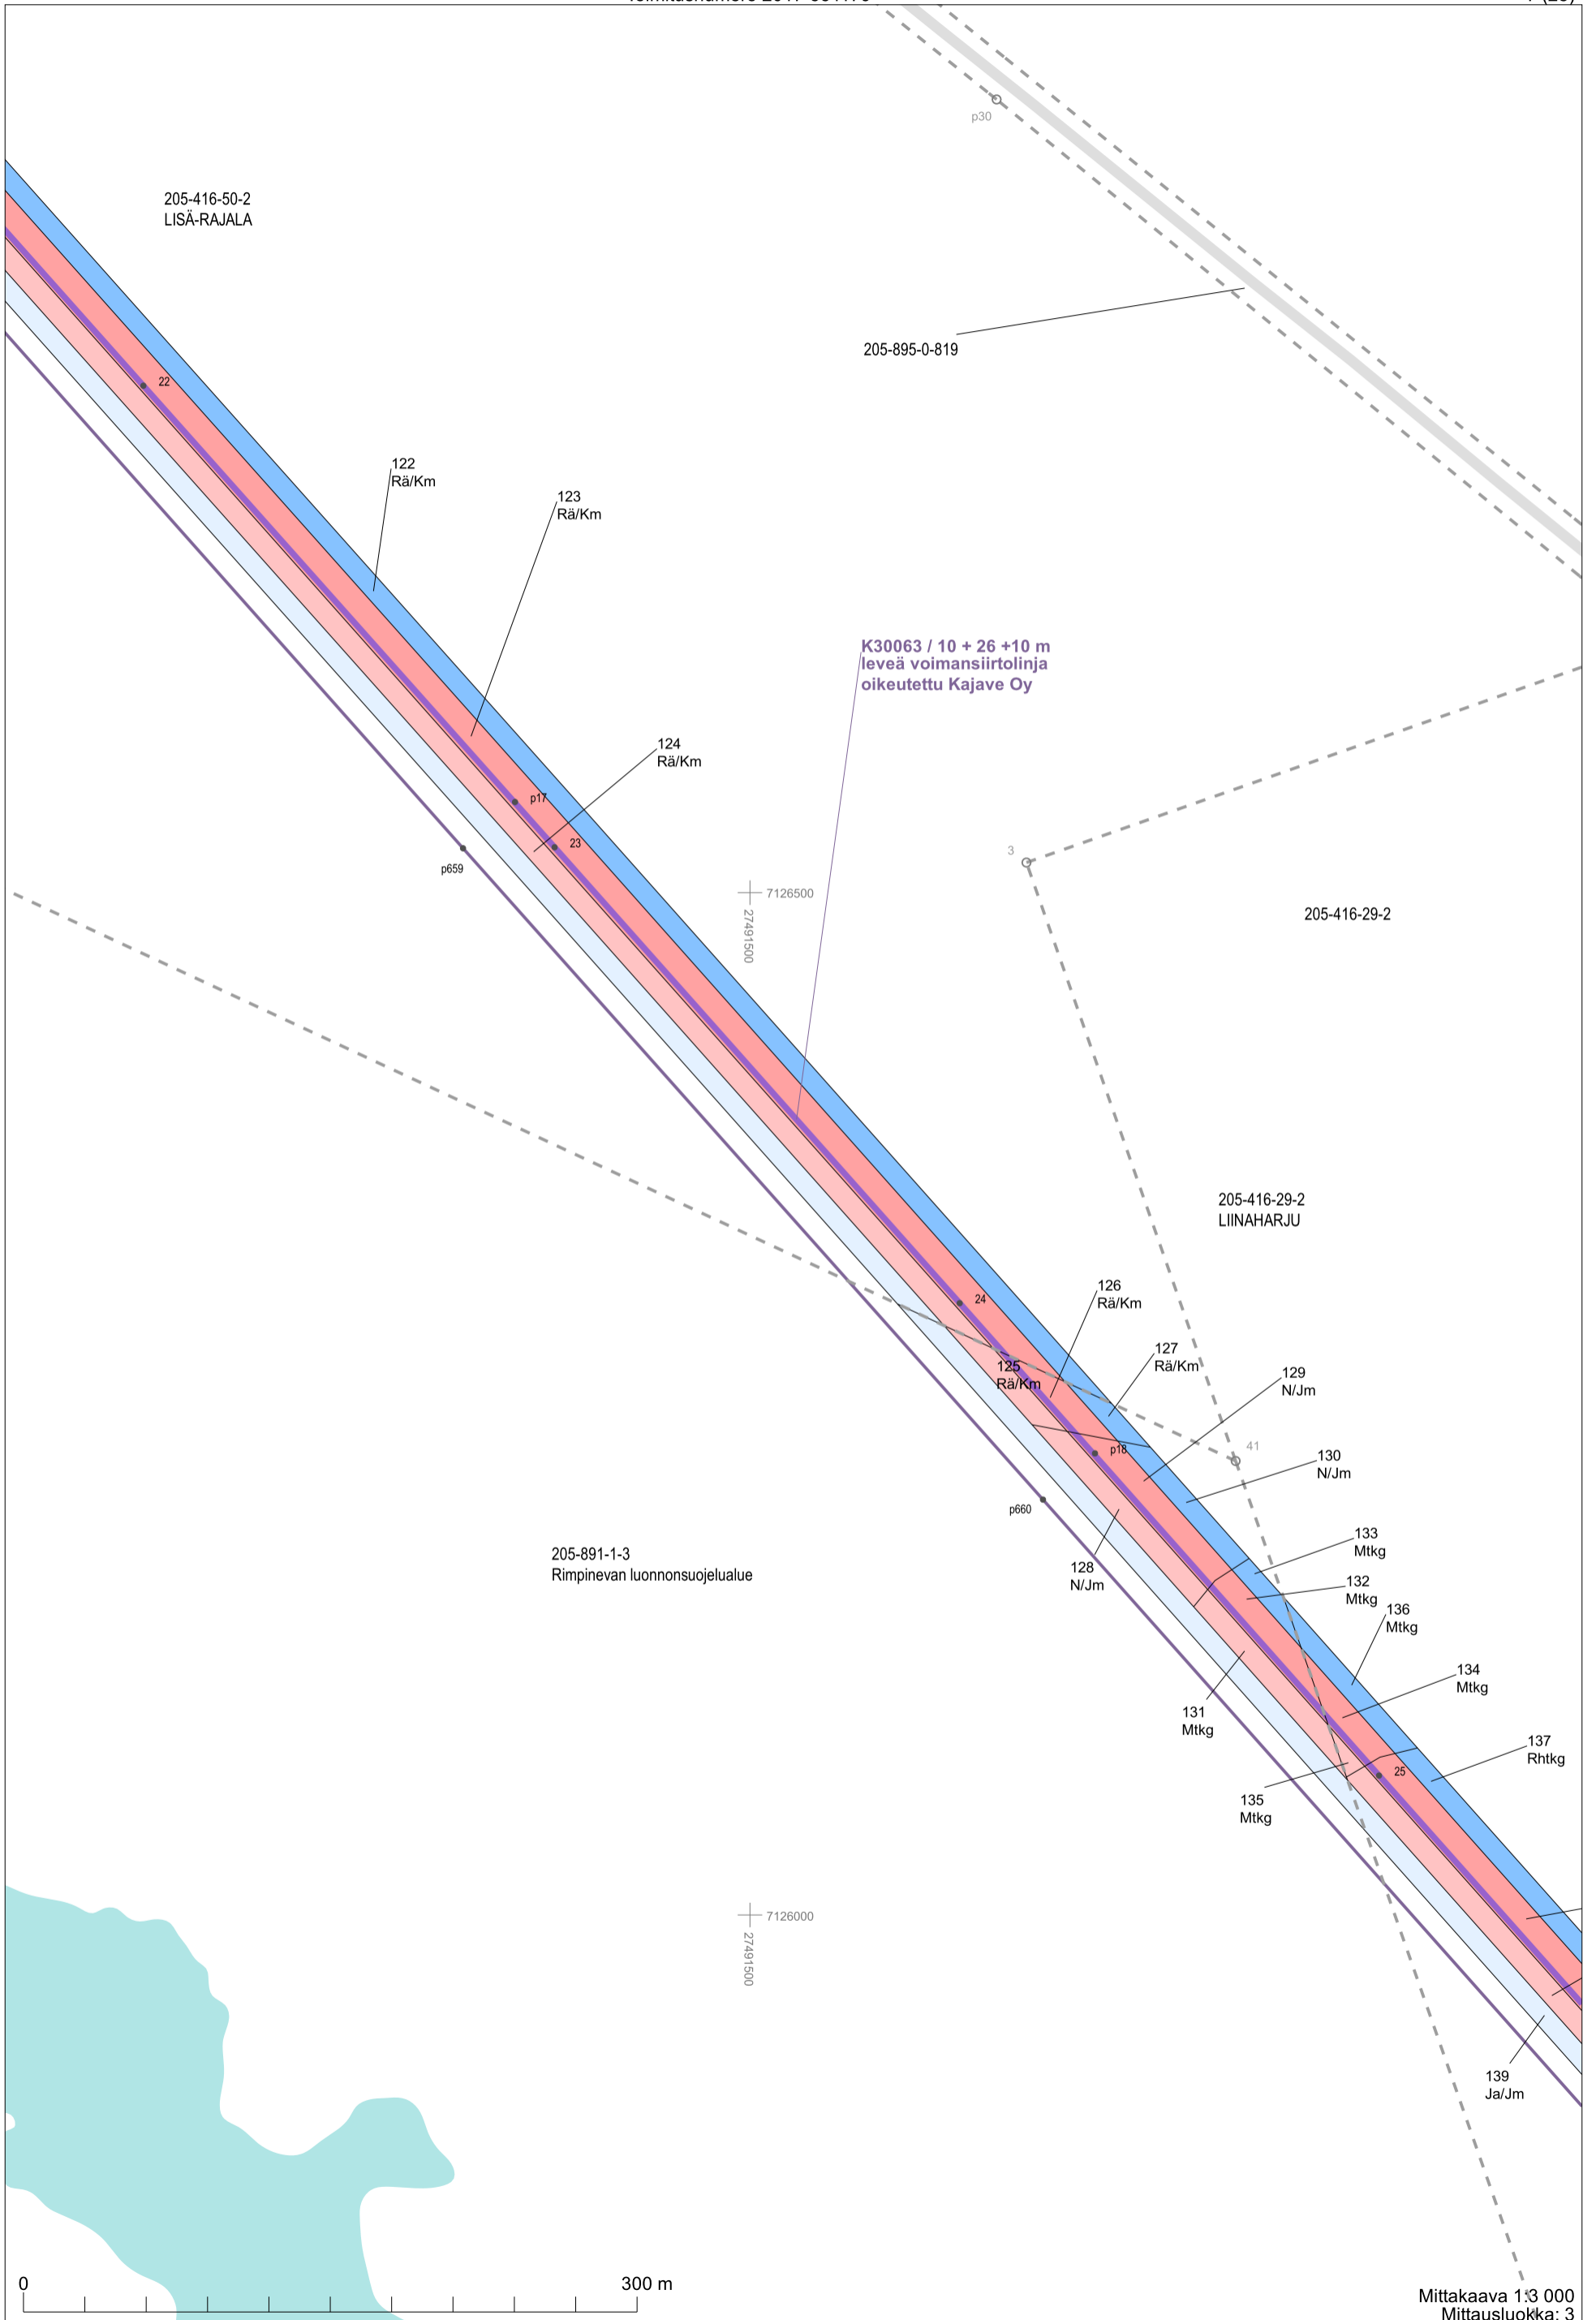 p30
205-416-50-2
LISÄ-RAJALA
205-895-0-819
22
122
Rä/Km
123
Rä/Km
K30063 / 10 + 26 +10 m
leveä voimansiirtolinja
oikeutettu Kajave Oy
124
Rä/Km
p17
23
p659
3
7126500
27491500
205-416-29-2
205-416-29-2
LIINAHARJU
24
126
Rä/Km
125
Rä/Km
127
Rä/Km
129
N/Jm
p18
41
130
N/Jm
p660
205-891-1-3
Rimpinevan luonnonsuojelualue
128
N/Jm
133
Mtkg
132
Mtkg
136
Mtkg
134
Mtkg
131
Mtkg
137
Rhtkg
25
135
Mtkg
7126000
27491500
139
Ja/Jm
0
300 m
Mittakaava 1:3 000
Mittausluokka: 3